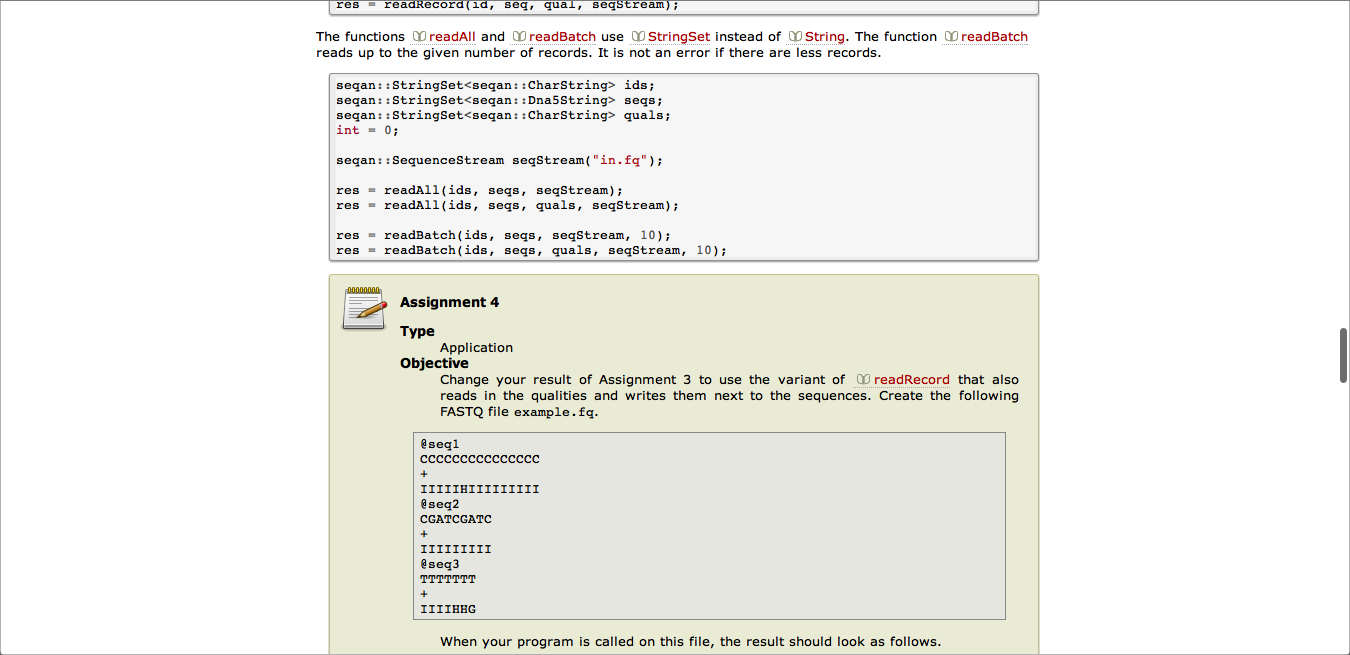 res = readRecord(id, seq, qual, seqStream);
The functions readAll and readBatch use StringSet instead of String. The function readBatch
reads up to the given number of records. It is not an error if there are less records.
seqan::StringSet<seqan::CharString> ids;
seqan::StringSet<seqan::Dna5String> seqs;
seqan::StringSet<seqan::CharString> quals;
int = 0;
seqan::SequenceStream seqStream("in.fq");
res = readAll(ids, seqs, seqStream);
res = readAll(ids, seqs, quals, seqStream);
res = readBatch(ids, seqs, seqStream, 10);
res = readBatch(ids, seqs, quals, seqStream, 10);
Assignment 4
Type
Application
Objective
Change your result of Assignment 3 to use the variant of readRecord that also
reads in the qualities and writes them next to the sequences. Create the following
FASTQ file example.fq.
@seq1
CCCCCCCCCCCCCCC
+
IIIIIHIIIIIIIII
@seq2
CGATCGATC
+
IIIIIIIII
@seq3
TTTTTTT
+
IIIIHHG
When your program is called on this file, the result should look as follows.